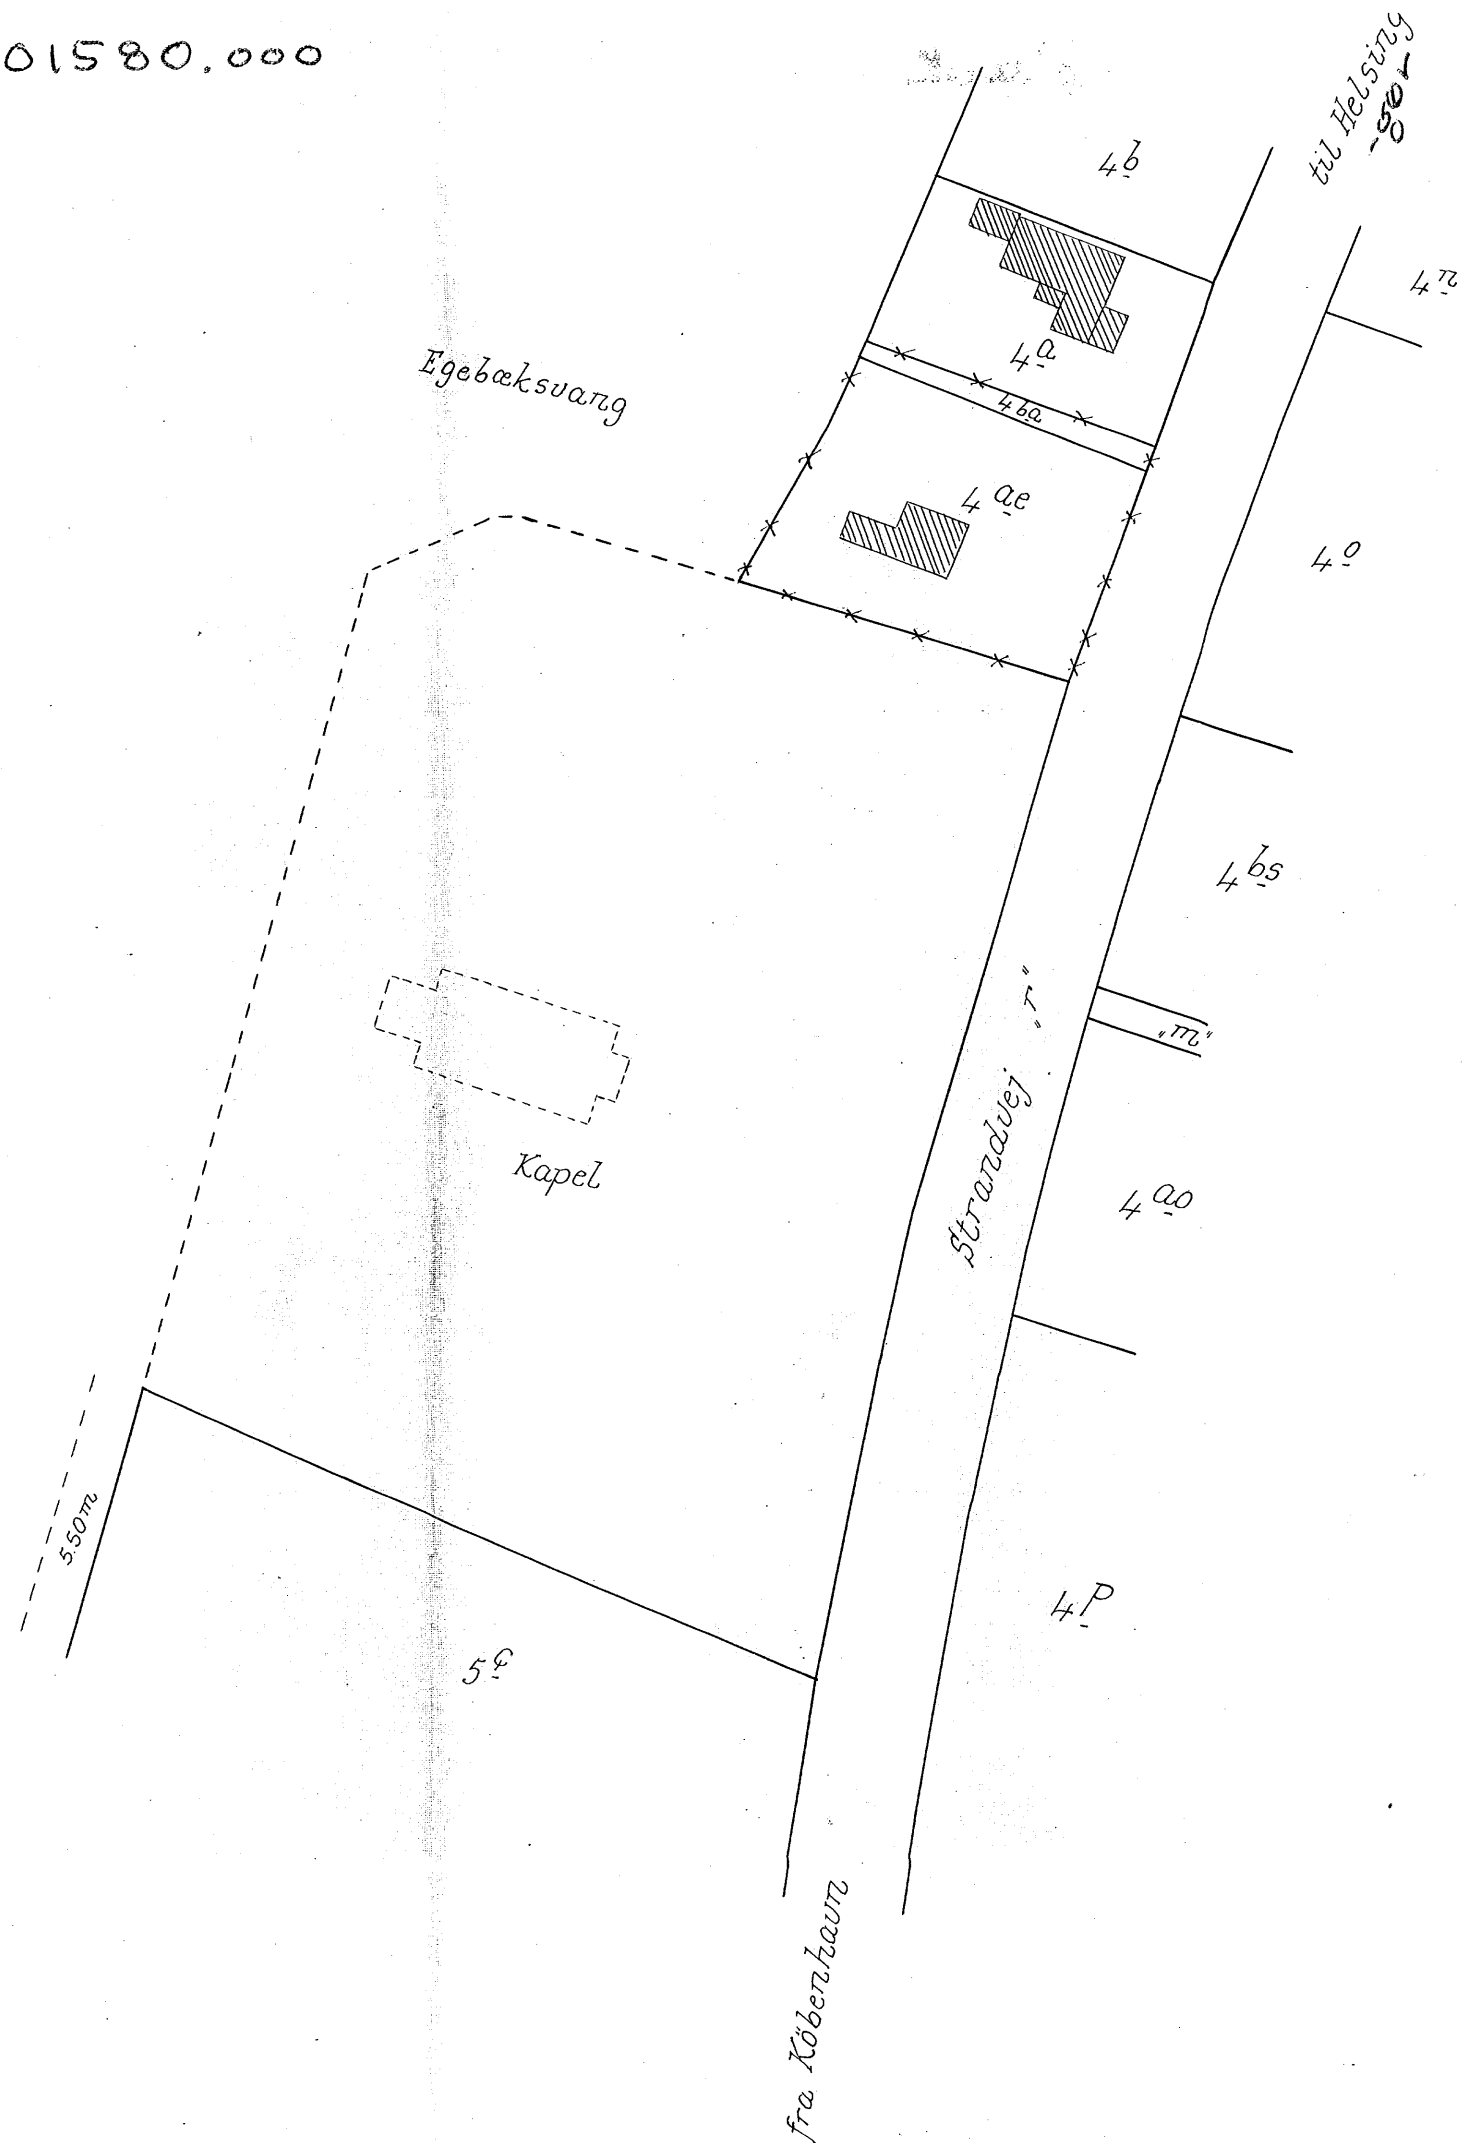 01580.000
til Helsing
4b
4n
4a
Egebæksvang
4ba
4ae
4o
4bs
"r"
"m"
Strandvej
Kapel
4ao
5.50m
4p
5c
fra Köbenhavn